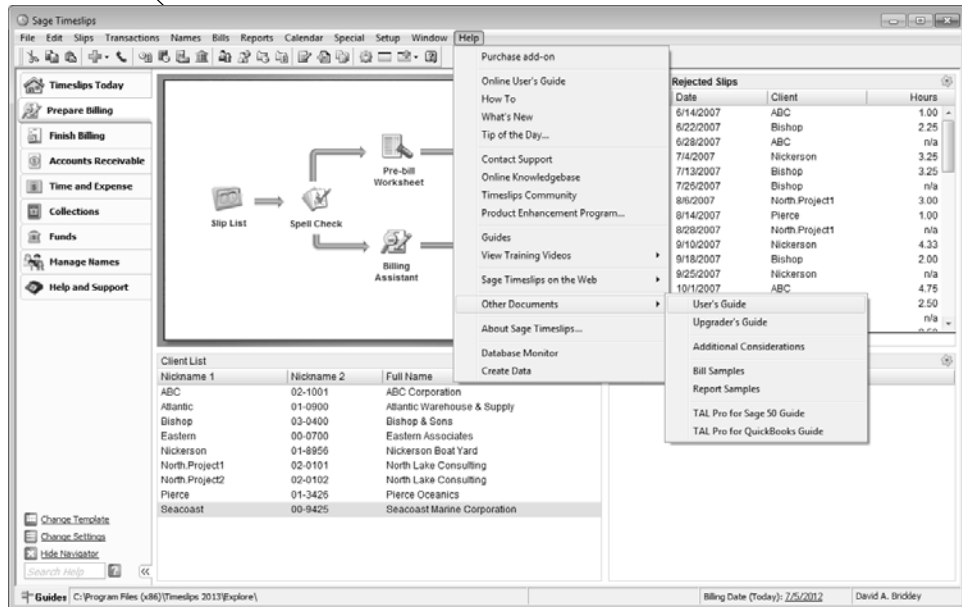 Sage Timeslips
File Edit Slips Transactions Names Bills Reports Calendar Special Setup Window Help
Timeslips Today
Prepare Billing
Finish Billing
Accounts Receivable
Time and Expense
Collections
Funds
Manage Names
Help and Support
Slip List
Spell Check
Pre-bill
Worksheet
Billing
Assistant
Purchase add-on
Online User's Guide
How To
What's New
Tip of the Day...
Contact Support
Online Knowledgebase
Timeslips Community
Product Enhancement Program...
Guides
View Training Videos
Sage Timeslips on the Web
Other Documents
About Sage Timeslips...
Database Monitor
Create Data
User's Guide
Upgrader's Guide
Additional Considerations
Bill Samples
Report Samples
TAL Pro for Sage 50 Guide
TAL Pro for QuickBooks Guide
Rejected Slips
Date Client Hours
6/14/2007 ABC 1.00
6/22/2007 Bishop 2.25
6/28/2007 ABC n/a
7/4/2007 Nickerson 3.25
7/13/2007 Bishop 3.25
7/26/2007 Bishop n/a
8/6/2007 North.Project1 3.00
8/14/2007 Pierce 1.00
8/28/2007 North.Project1 n/a
9/10/2007 Nickerson 4.33
9/18/2007 Bishop 2.00
9/25/2007 Nickerson n/a
10/1/2007 ABC 4.75
2.50
n/a
Client List
Nickname 1 Nickname 2 Full Name
ABC 02-1001 ABC Corporation
Atlantic 01-0900 Atlantic Warehouse & Supply
Bishop 03-0400 Bishop & Sons
Eastern 00-0700 Eastern Associates
Nickerson 01-8956 Nickerson Boat Yard
North.Project1 02-0101 North Lake Consulting
North.Project2 02-0102 North Lake Consulting
Pierce 01-3426 Pierce Oceanics
Seacoast 00-9425 Seacoast Marine Corporation
Change Template
Change Settings
Hide Navigator
Search Help
Guides C:\Program Files (x86)\Timeslips 2013\Explore\
Billing Date (Today): 7/5/2012 David A. Brickley